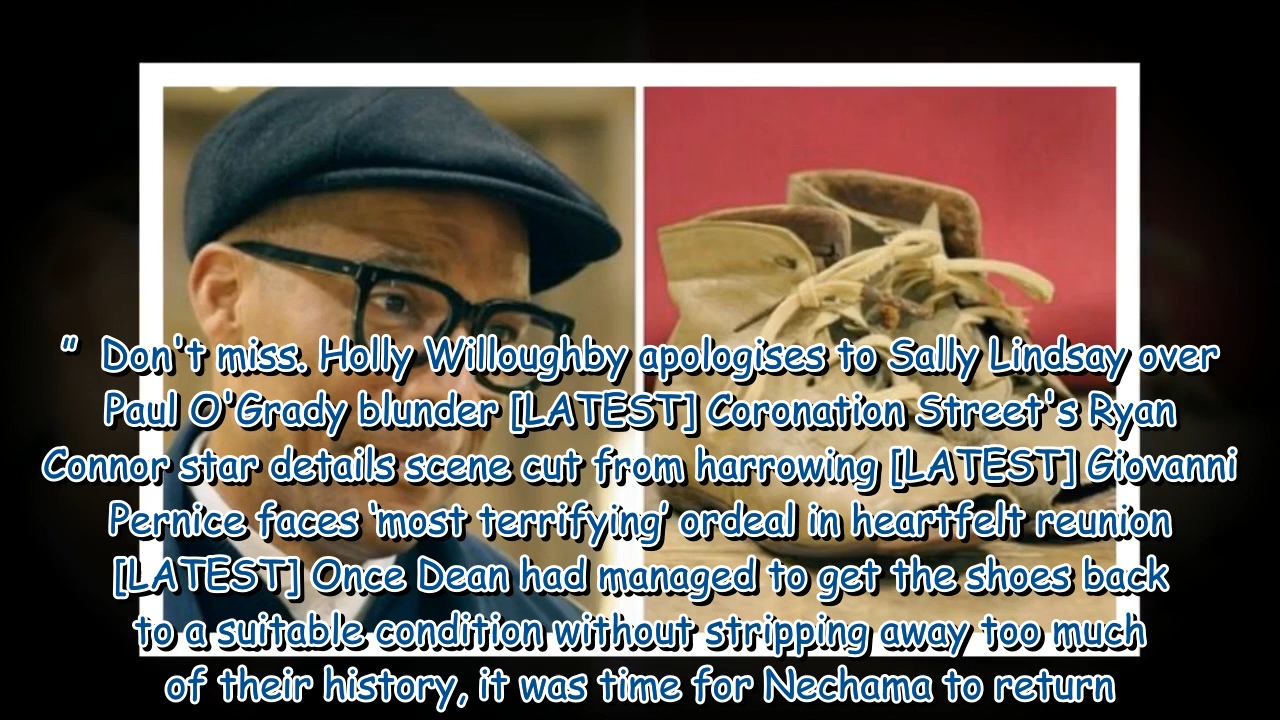 ”  Don't miss. Holly Willoughby apologises to Sally Lindsay over
Paul O'Grady blunder [LATEST] Coronation Street's Ryan
Connor star details scene cut from harrowing [LATEST] Giovanni
Pernice faces ‘most terrifying’ ordeal in heartfelt reunion
[LATEST] Once Dean had managed to get the shoes back
to a suitable condition without stripping away too much
of their history, it was time for Nechama to return